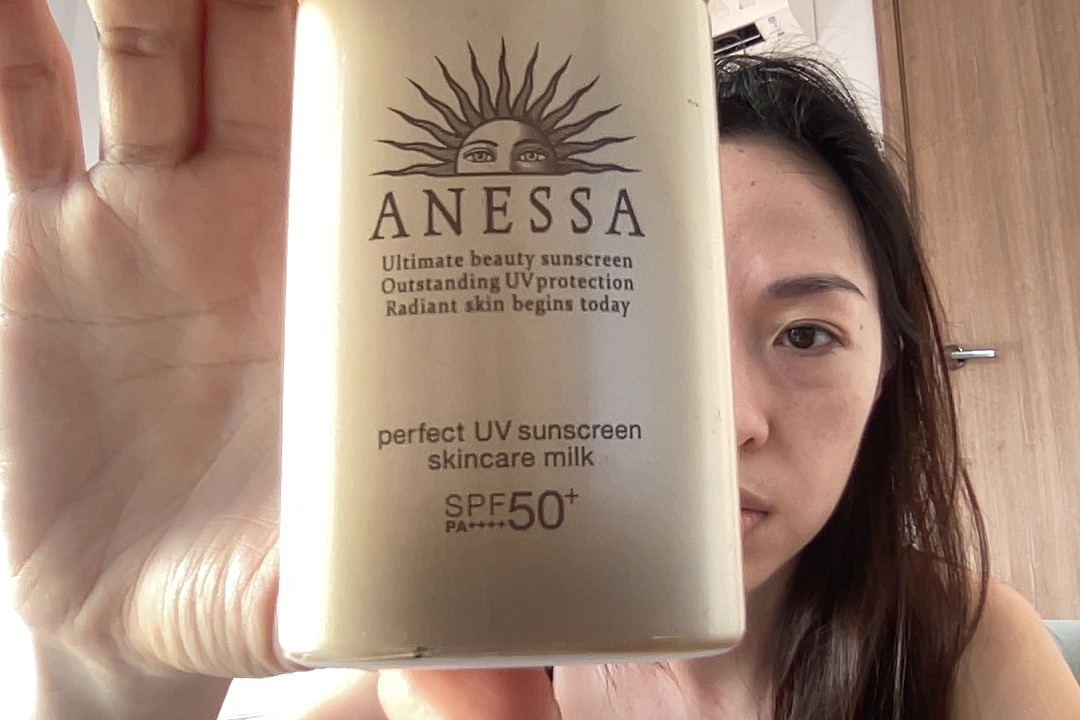 ANESSA
Ultimate beauty sunscreen
Outstanding UV protection
Radiant skin begins today
perfect UV sunscreen
skincare milk
SPF50+
PA++++